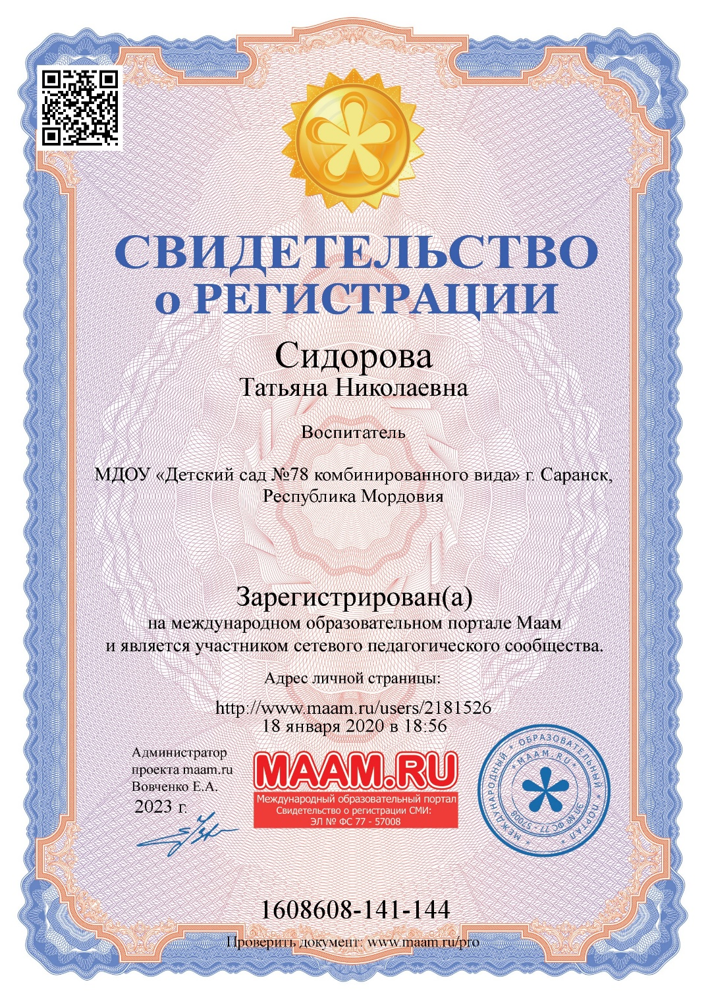 СВИДЕТЕЛЬСТВО
о РЕГИСТРАЦИИ
Сидорова
Татьяна Николаевна
Воспитатель
МДОУ «Детский сад №78 комбинированного вида» г. Саранск,
Республика Мордовия
Зарегистрирован(а)
на международном образовательном портале Маам
и является участником сетевого педагогического сообщества.
Адрес личной страницы:
http://www.maam.ru/users/2181526
18 января 2020 в 18:56
Администратор
проекта maam.ru
Вовченко Е.А.
2023 г.
MAAM.RU
Международный образовательный портал
Свидетельство о регистрации СМИ:
ЭЛ № ФС 77 - 57008
* МЕЖДУНАРОДНЫЙ * ОБРАЗОВАТЕЛЬНЫЙ * ПОРТАЛ *
* MAAM.RU *
ЭЛ № ФС 77 - 57008
1608608-141-144
Проверить документ: www.maam.ru/pro